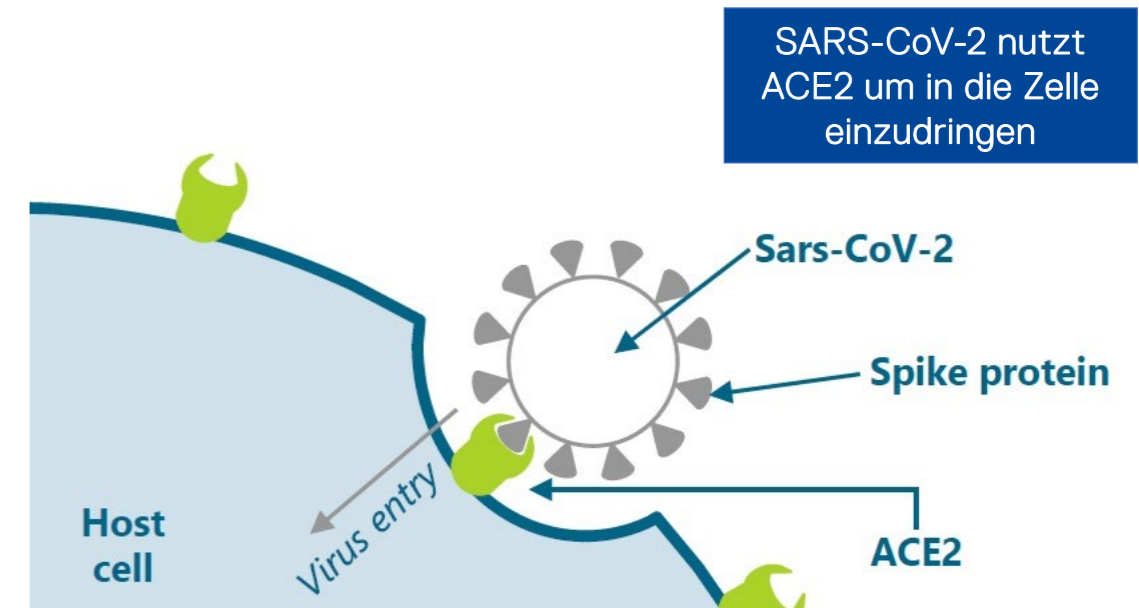 SARS-CoV-2 nutzt
ACE2 um in die Zelle
einzudringen
Sars-CoV-2
Spike protein
Virus entry
Host
cell
ACE2